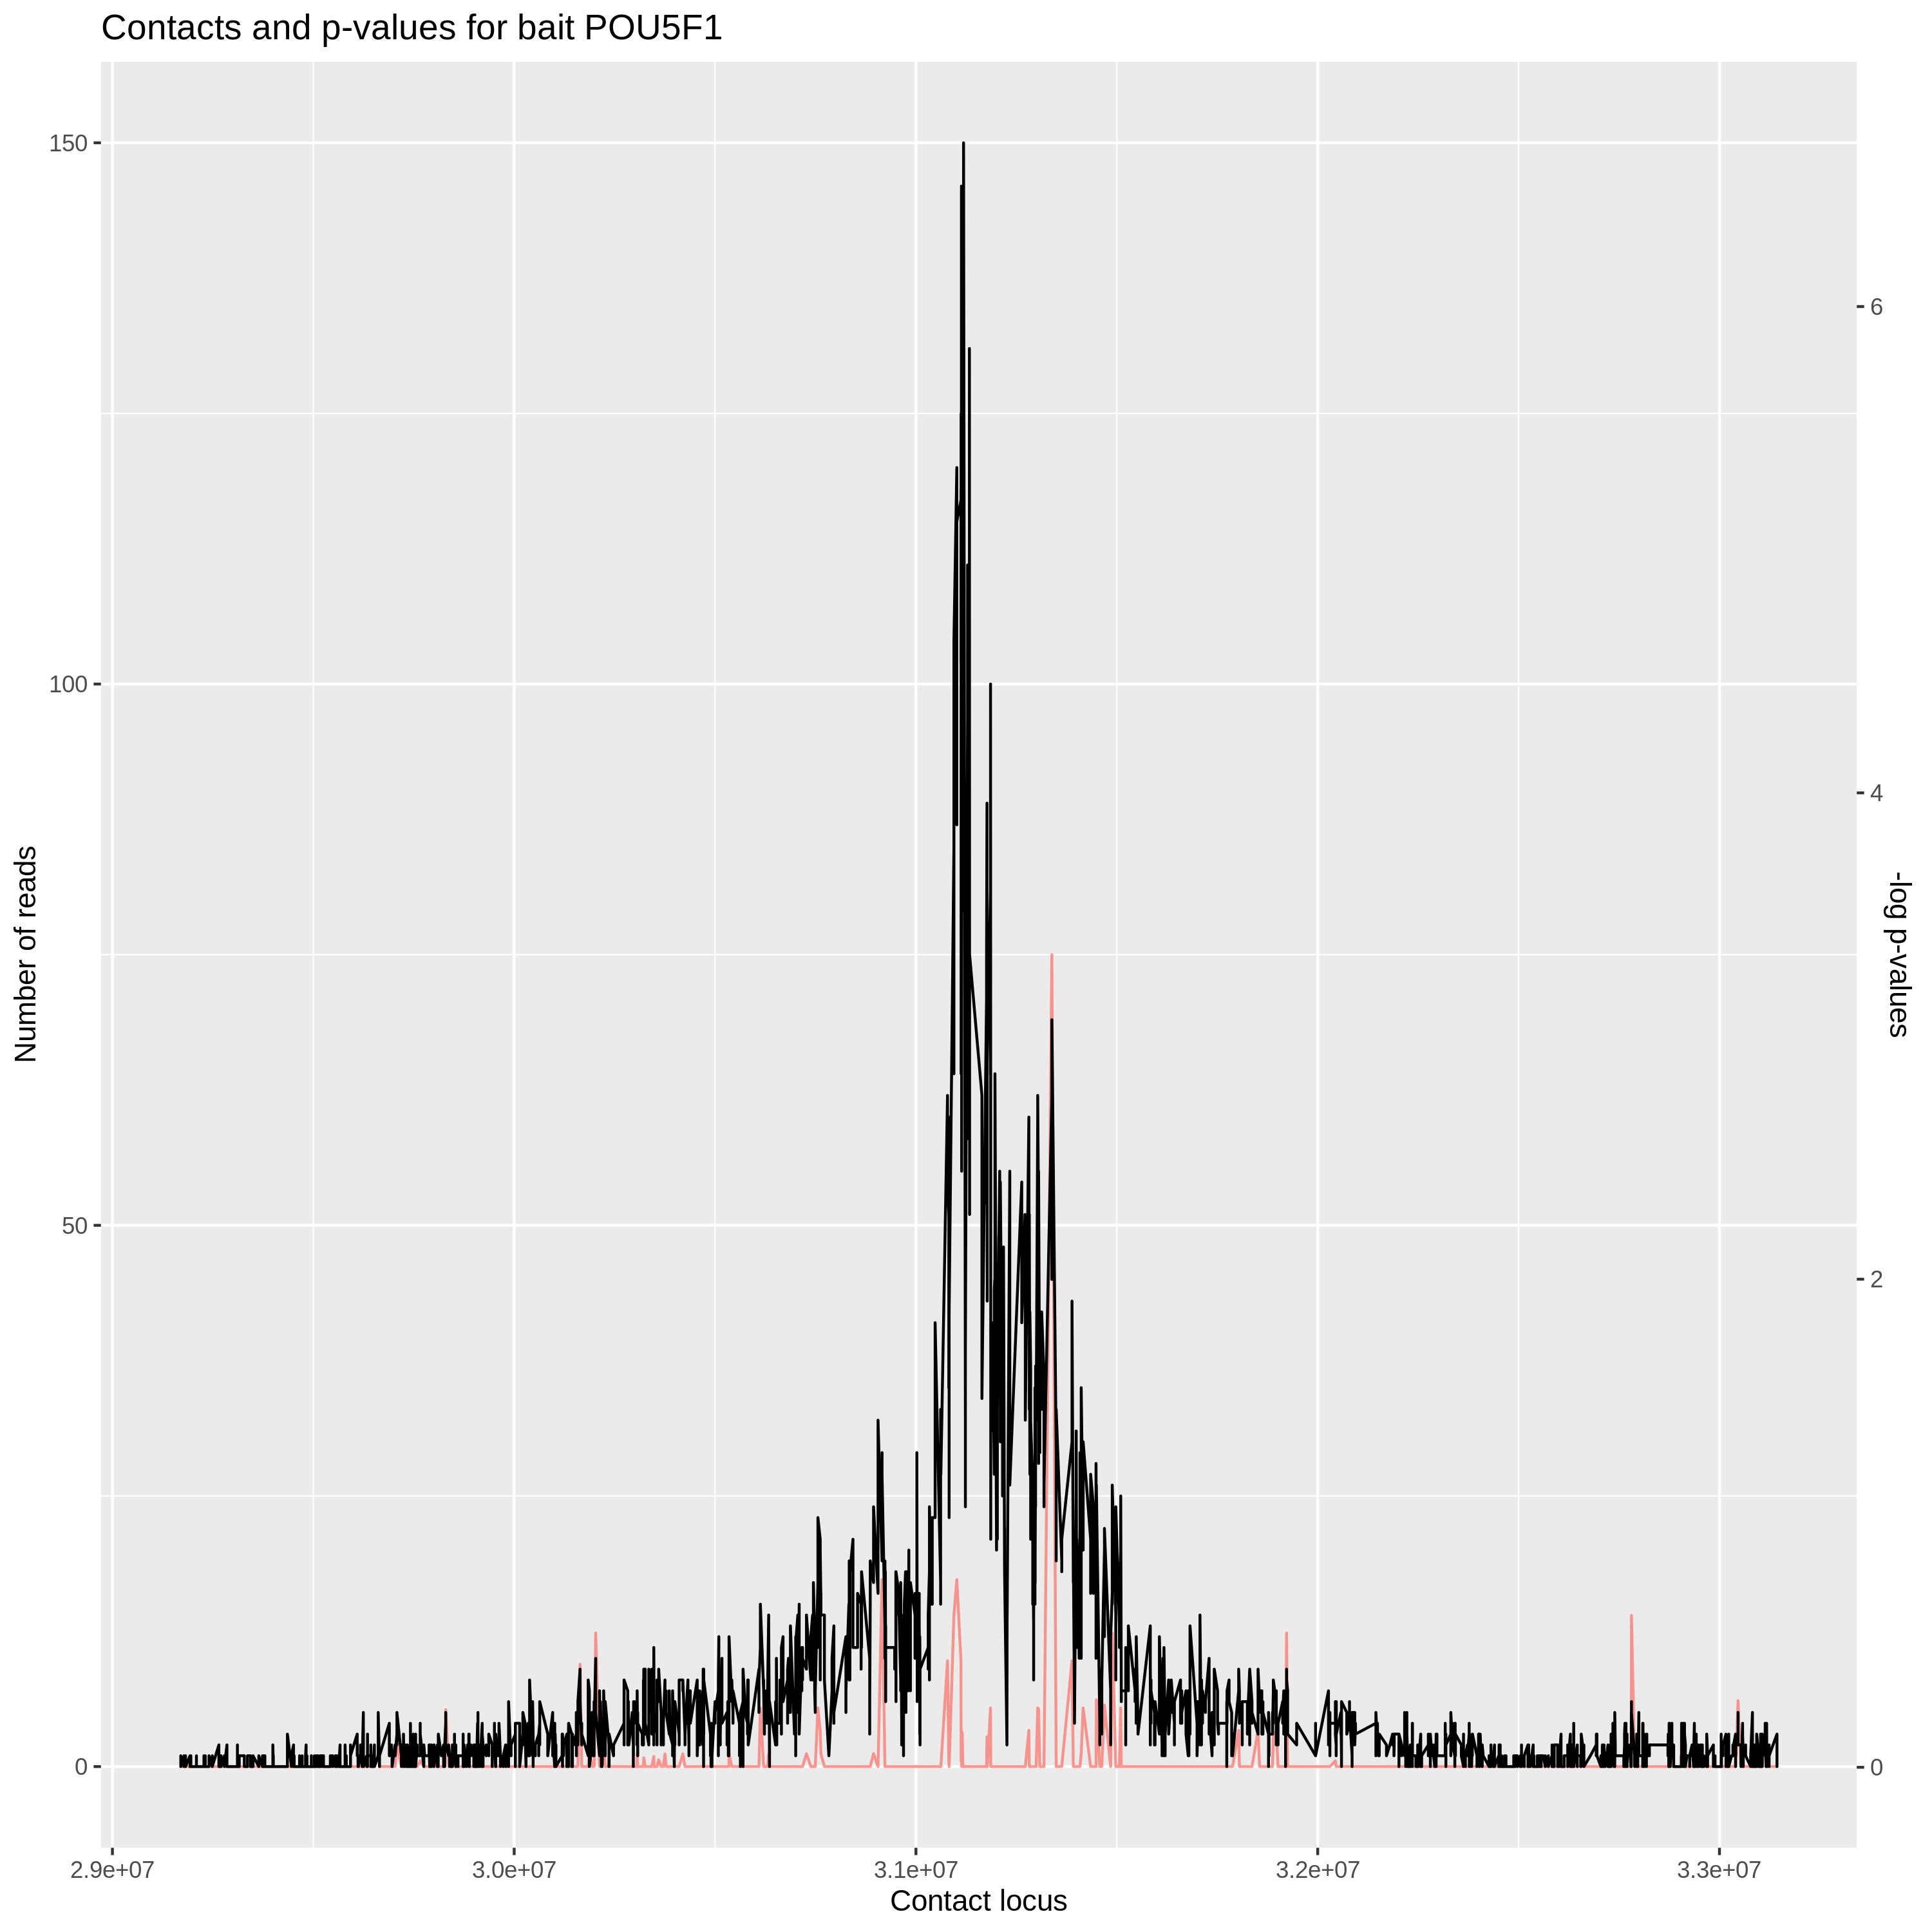 Contacts and p-values for bait POU5F1
150
100
50
0
Number of reads
6
4
2
0
-log p-values
2.9e+07 3.0e+07 3.1e+07 3.2e+07 3.3e+07
Contact locus